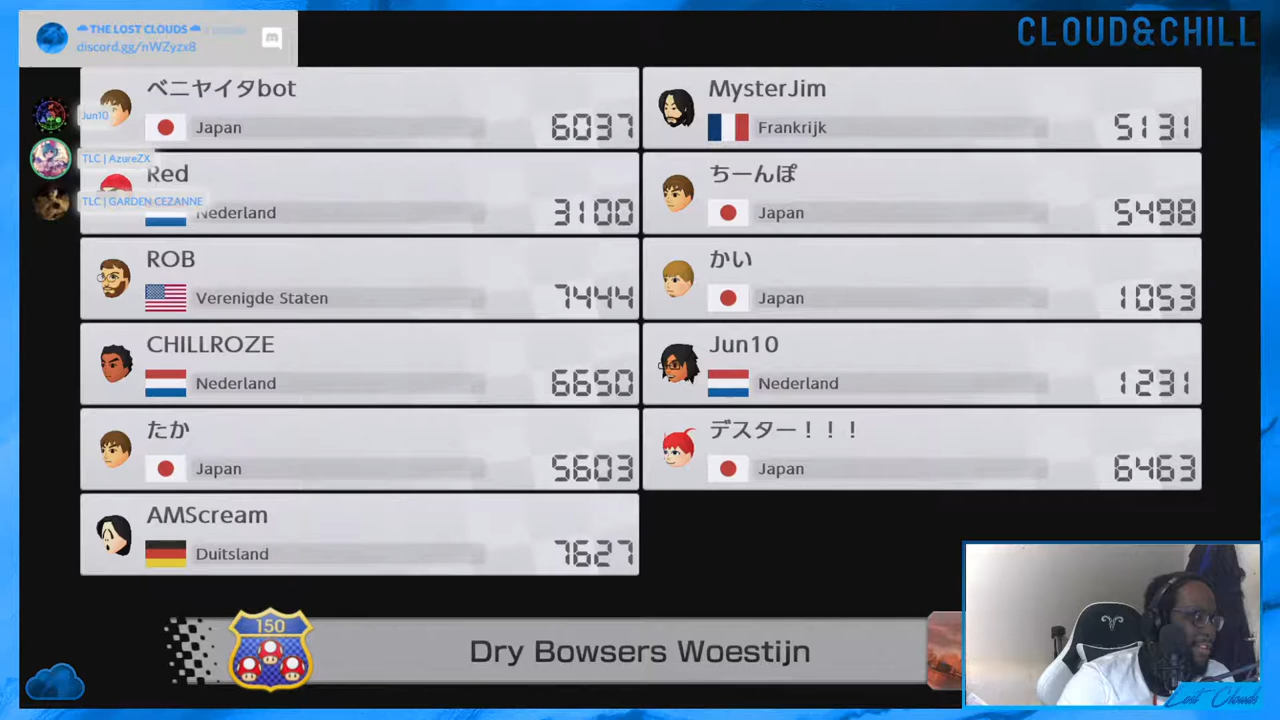 ☁ THE LOST CLOUDS ☁
discord.gg/nWZyzx8
CLOUD&CHILL
Jun10
TLC | AzureZX
TLC | GARDEN CEZANNE
ベニヤイタbot
Japan
6037
MysterJim
Frankrijk
5131
Red
Nederland
3100
ちーんぽ
Japan
5498
ROB
Verenigde Staten
7444
かい
Japan
1053
CHILLROZE
Nederland
6650
Jun10
Nederland
1231
たか
Japan
5603
デスター！！！
Japan
6463
AMScream
Duitsland
7627
150
Dry Bowsers Woestijn
Lost Clouds